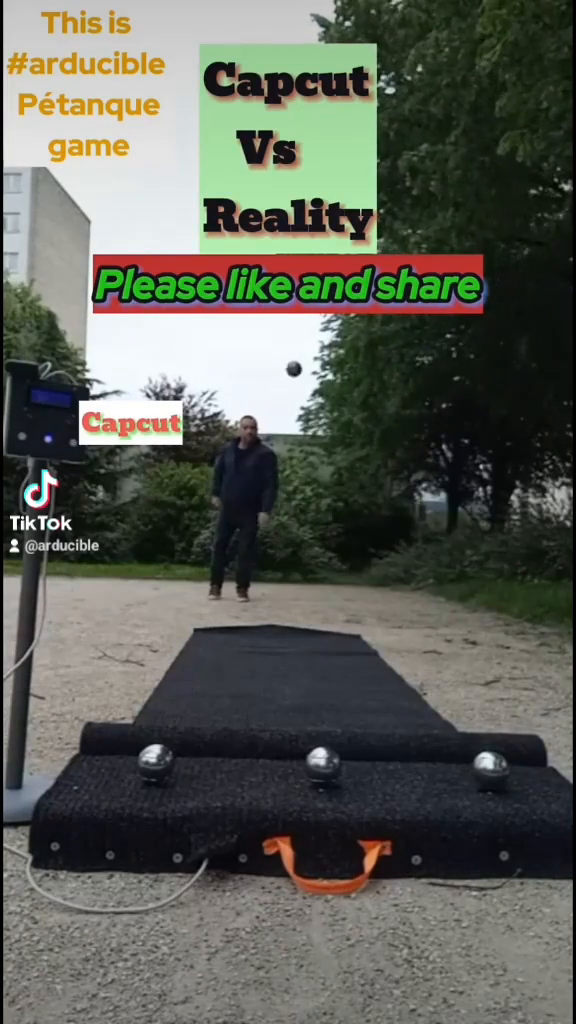 This is
#arducible
Pétanque
game
Capcut
Vs
Reality
Please like and share
Capcut
TikTok
@arducible